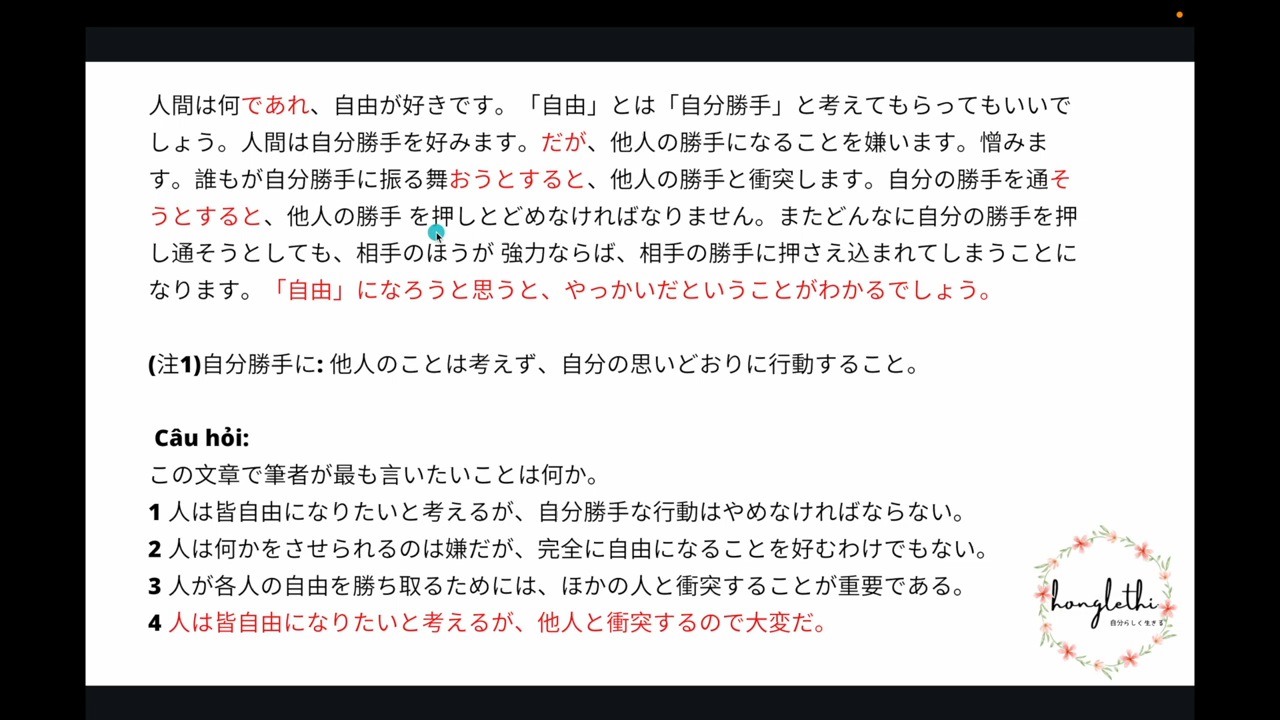 人間は何であれ、自由が好きです。「自由」とは「自分勝手」と考えてもらってもいいで
しょう。人間は自分勝手を好みます。だが、他人の勝手になることを嫌います。憎みま
す。誰もが自分勝手に振る舞おうとすると、他人の勝手と衝突します。自分の勝手を通そ
うとすると、他人の勝手 を押しとどめなければなりません。またどんなに自分の勝手を押
し通そうとしても、相手のほうが 強力ならば、相手の勝手に押さえ込まれてしまうことに
なります。「自由」になろうと思うと、やっかいだということがわかるでしょう。
(注1)自分勝手に: 他人のことは考えず、自分の思いどおりに行動すること。
Câu hỏi:
この文章で筆者が最も言いたいことは何か。
1 人は皆自由になりたいと考えるが、自分勝手な行動はやめなければならない。
2 人は何かをさせられるのは嫌だが、完全に自由になることを好むわけでもない。
3 人が各人の自由を勝ち取るためには、ほかの人と衝突することが重要である。
4 人は皆自由になりたいと考えるが、他人と衝突するので大変だ。
honglethi
自分らしく生きる